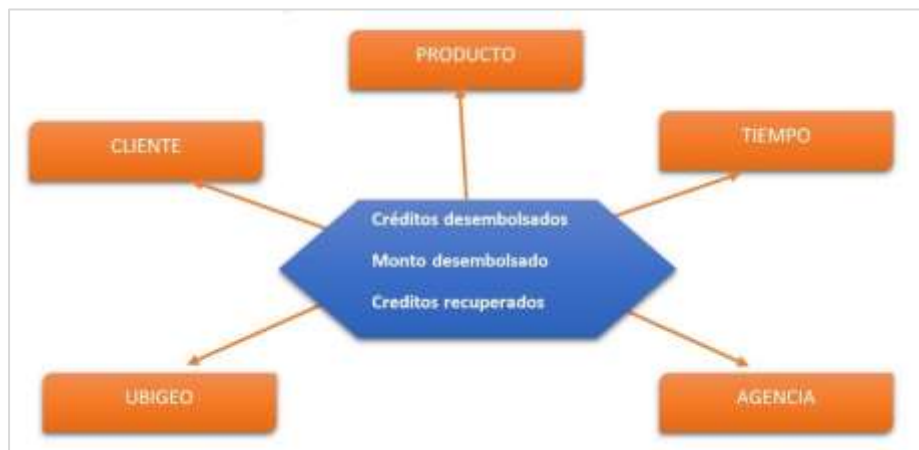 PRODUCTO
CLIENTE
TIEMPO
Créditos desembolsados
Monto desembolsado
Creditos recuperados
UBIGEO
AGENCIA